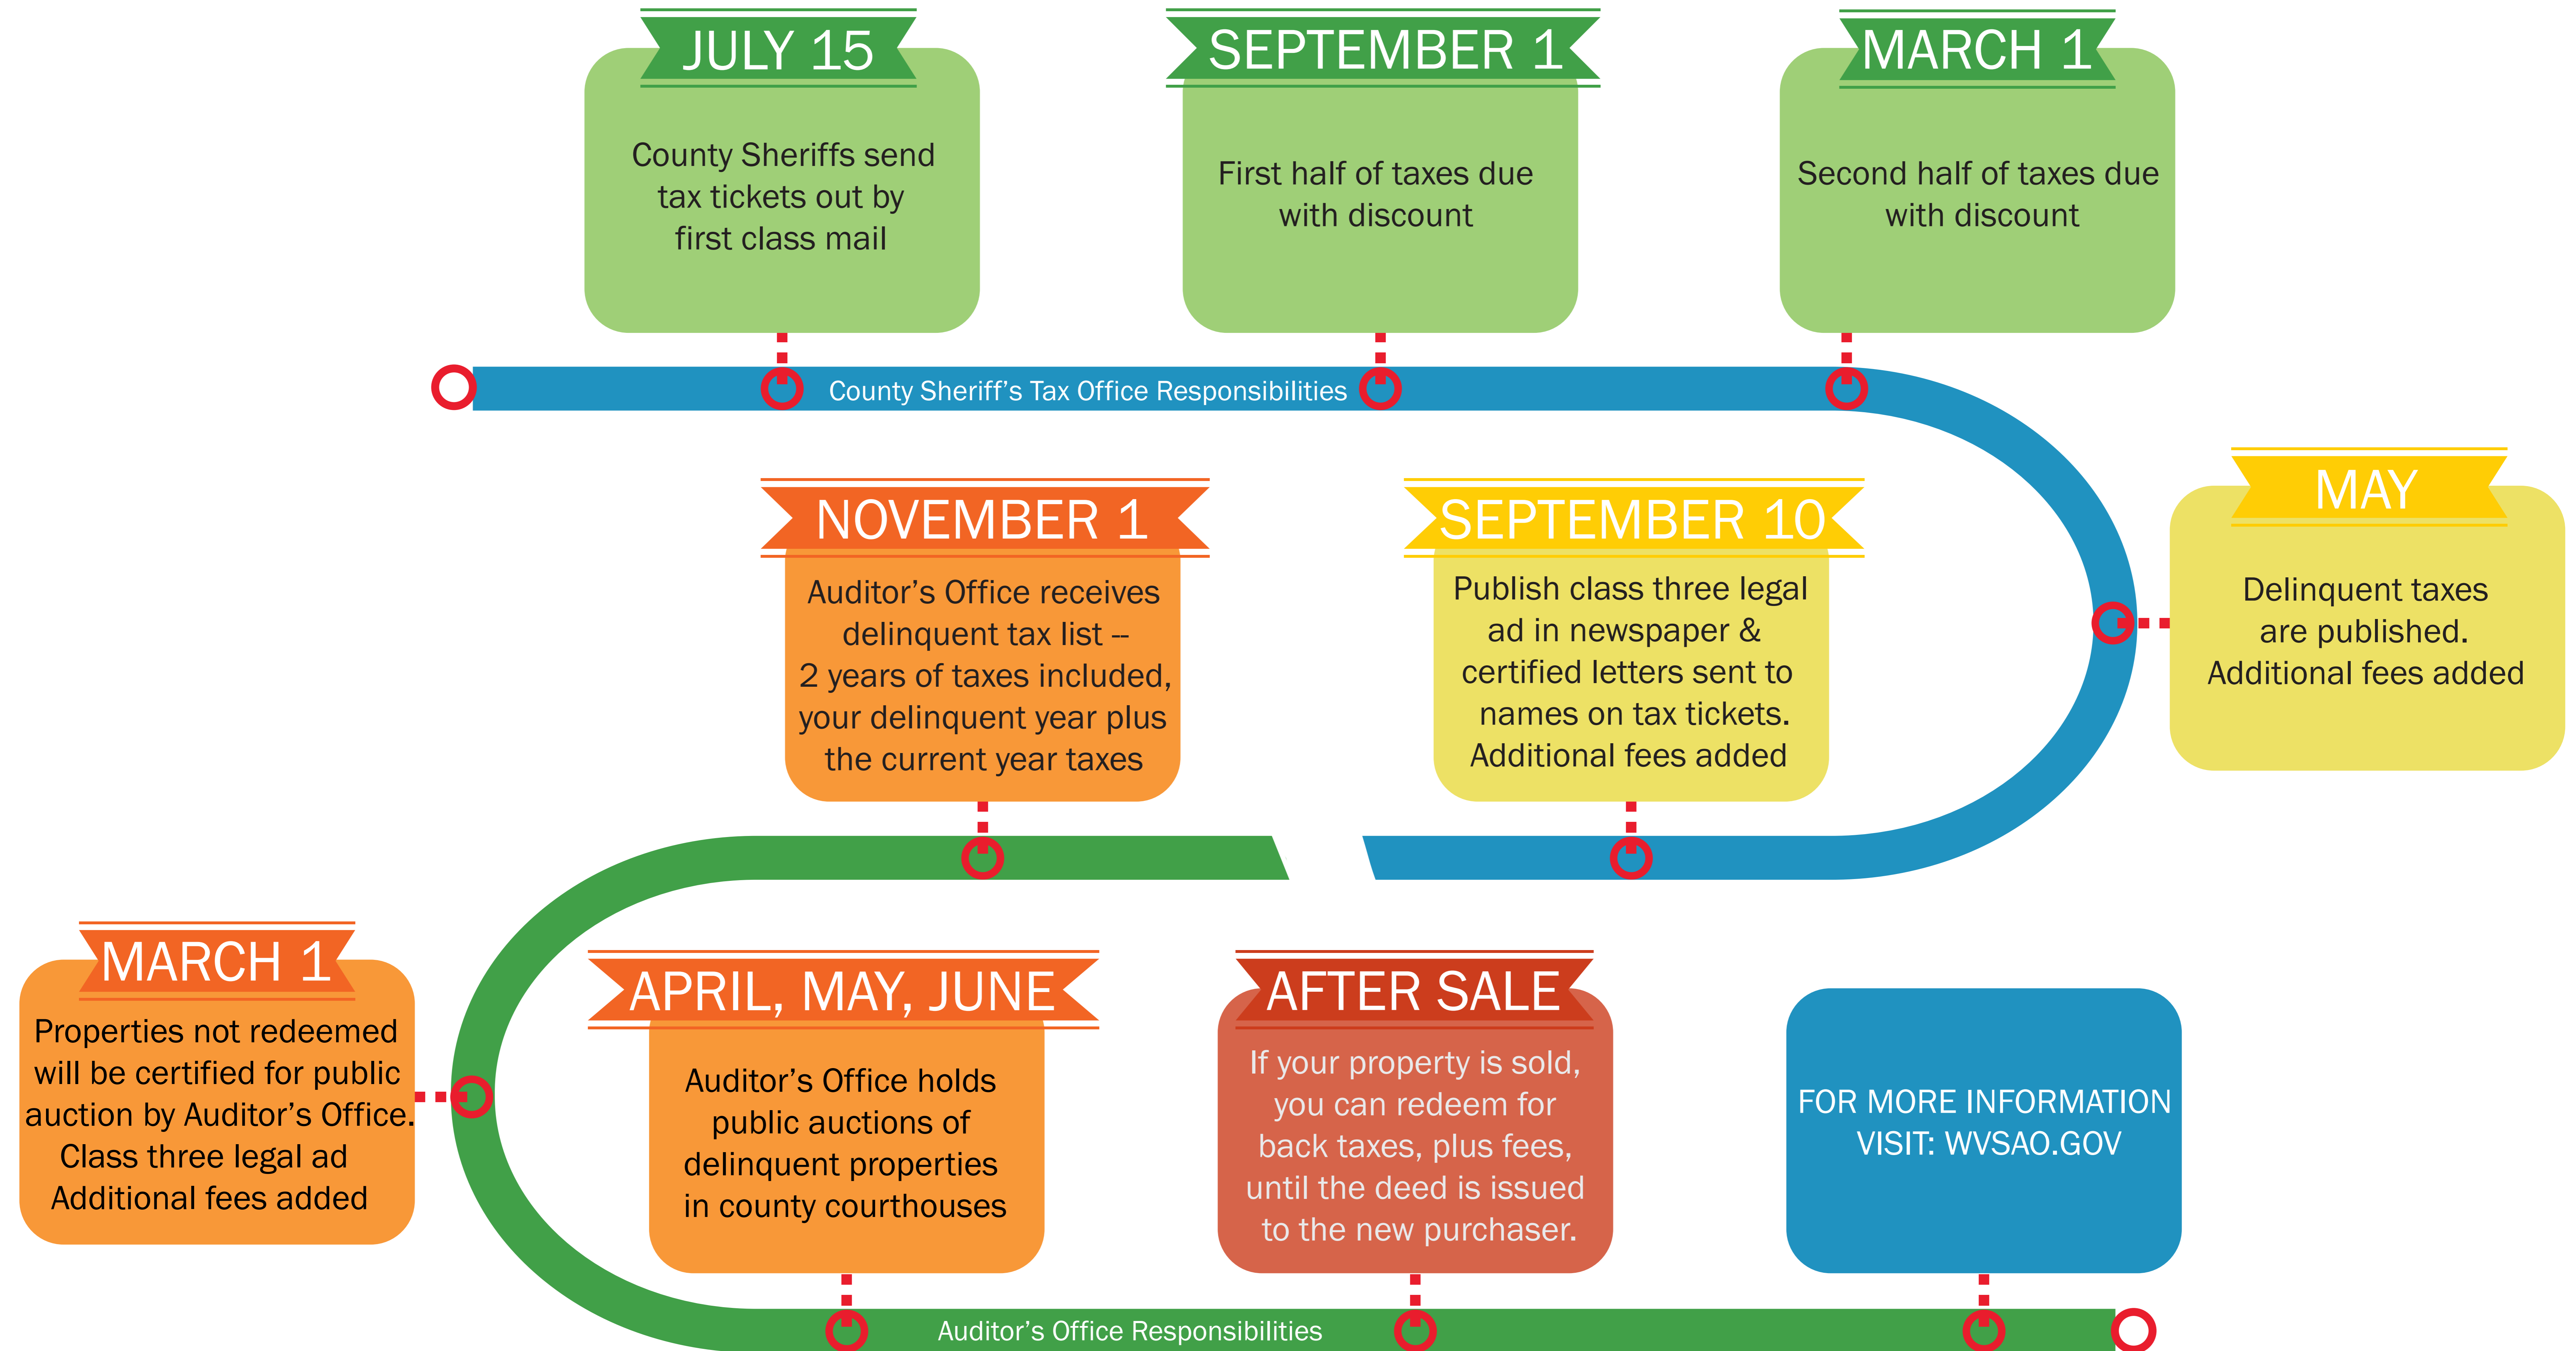 JULY 15
County Sheriffs send
tax tickets out by
first class mail
SEPTEMBER 1
First half of taxes due
with discount
MARCH 1
Second half of taxes due
with discount
County Sheriff’s Tax Office Responsibilities
MAY
Delinquent taxes
are published.
Additional fees added
SEPTEMBER 10
Publish class three legal
ad in newspaper &
certified letters sent to
names on tax tickets.
Additional fees added
NOVEMBER 1
Auditor’s Office receives
delinquent tax list --
2 years of taxes included,
your delinquent year plus
the current year taxes
MARCH 1
Properties not redeemed
will be certified for public
auction by Auditor’s Office.
Class three legal ad
Additional fees added
APRIL, MAY, JUNE
Auditor’s Office holds
public auctions of
delinquent properties
in county courthouses
AFTER SALE
If your property is sold,
you can redeem for
back taxes, plus fees,
until the deed is issued
to the new purchaser.
FOR MORE INFORMATION
VISIT: WVSAO.GOV
Auditor’s Office Responsibilities